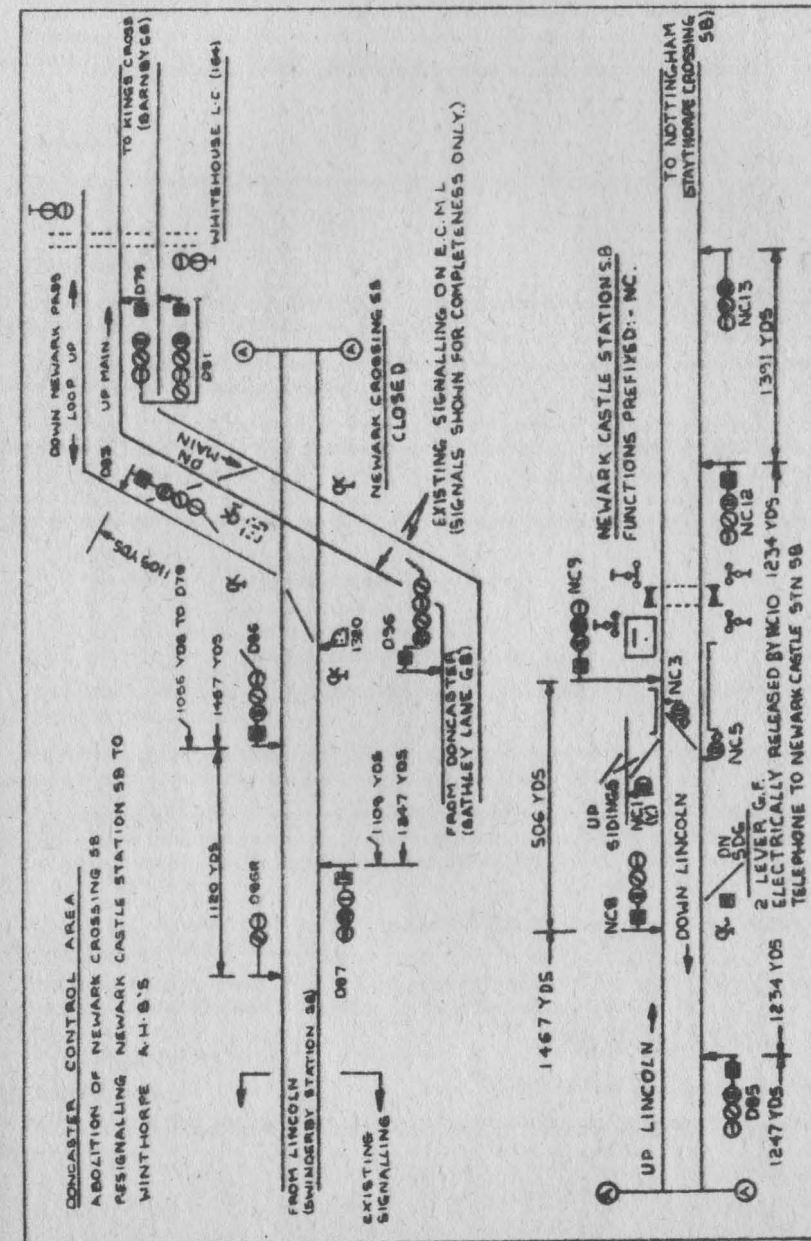 DONCASTER CONTROL AREA
ABOLITION OF NEWARK CROSSING SB
RESIGNALLING NEWARK CASTLE STATION SB TO
WINTHORPE A.H.B'S
DOWN NEWARK PASS
LOOP UP
TO KINGS CROSS
(BARNBY GB)
WHITEHOUSE L.C (164)
UP MAIN
D79
D81
D83
DN
MAIN
1109 YDS
1066 YDS TO D79
1467 YDS
D86
1120 YDS
D86R
FROM LINCOLN
(SWINDERBY STATION SB)
EXISTING
SIGNALLING
D87
1109 YDS
1247 YDS
1380
D96
FROM DONCASTER
(BATHLEY LANE GB)
NEWARK CROSSING SB
CLOSED
A
A
EXISTING SIGNALLING ON E.C.M.L
(SIGNALS SHOWN FOR COMPLETENESS ONLY.)
NEWARK CASTLE STATION S.B
FUNCTIONS PREFIXED:- NC.
TO NOTTINGHAM
STAYTHORPE CROSSING
SB)
A
A
UP LINCOLN
DOWN LINCOLN
1467 YDS
506 YDS
NC8
UP
SIDINGS
NC1
NC9
NC3
NC5
DN
SDG
2 LEVER G.F.
ELECTRICALLY RELEASED BY NC10
TELEPHONE TO NEWARK CASTLE STN SB
D85
1247 YDS
1234 YDS
1234 YDS
NC12
1391 YDS
NC13